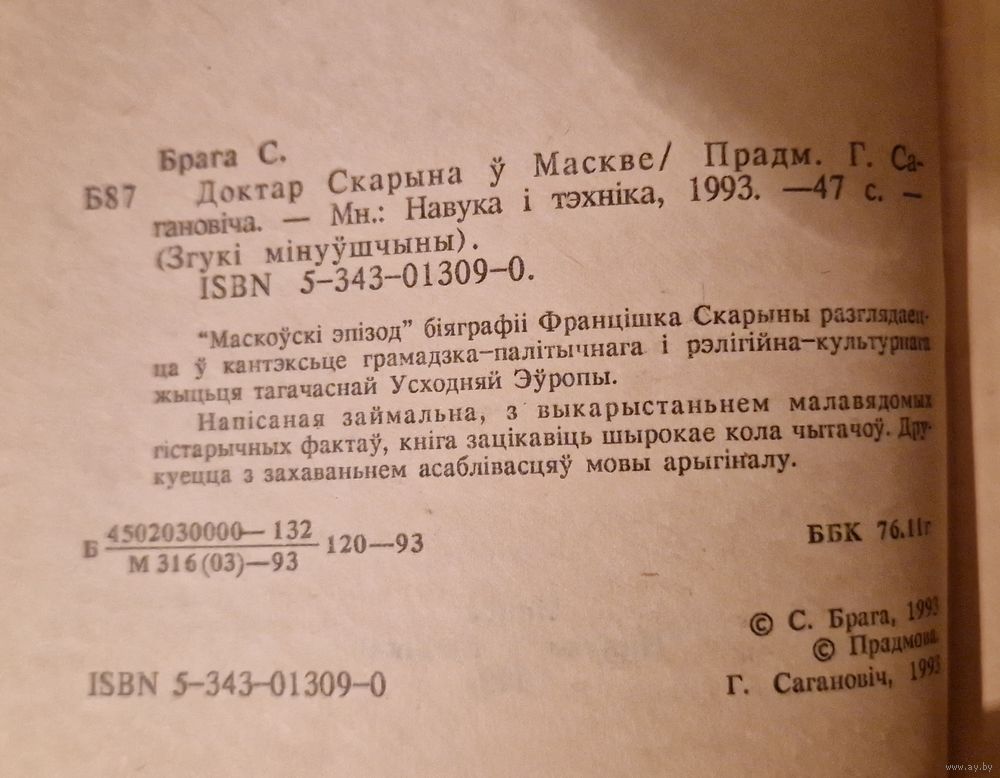 Брага С.
Б87 Доктар Скарына ў Маскве/ Прадм. Г. Са-
гановіча. — Мн.: Навука і тэхніка, 1993. —47 с. —
(Згукі мінуўшчыны).
ISBN 5–343–01309–0.
“Маскоўскі эпізод” біяграфіі Францішка Скарыны разглядаец-
ца ў кантэксьце грамадзка–палітычнага і рэлігійна–культурнага
жыцьця тагачаснай Усходняй Эўропы.
Напісаная займальна, з выкарыстаньнем малавядомых
гістарычных фактаў, кніга зацікавіць шырокае кола чытачоў. Дру-
куецца з захаваньнем асаблівасцяў мовы арыгіналу.
Б 4502030000— 132
М 316(03)—93
120—93
ББК 76.11г
© С. Брага, 1993
© Прадмова.
Г. Сагановіч, 1993
ISBN 5–343–01309–0
www.ay.by